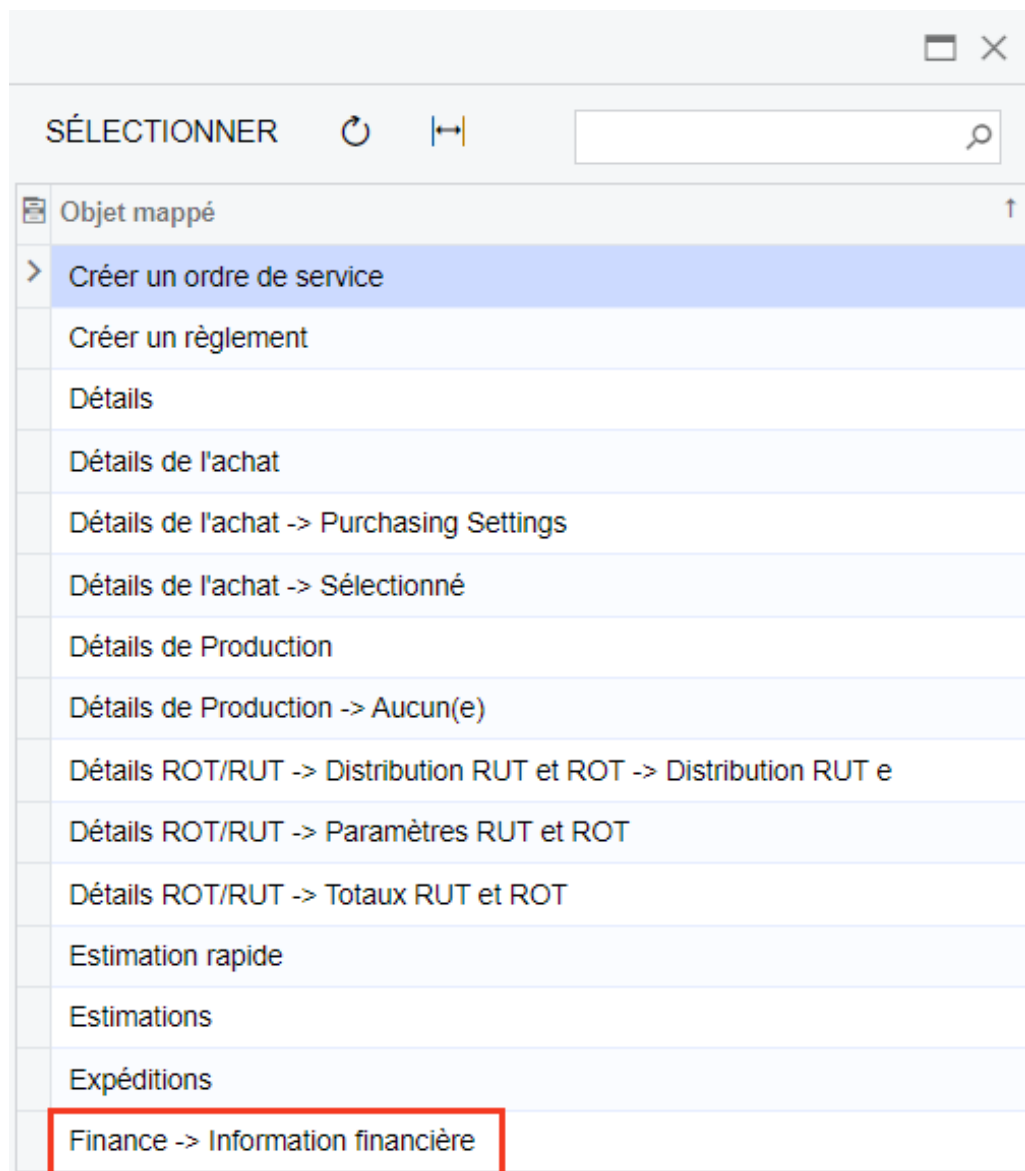 SÉLECTIONNER
Objet mappé
Créer un ordre de service
Créer un règlement
Détails
Détails de l'achat
Détails de l'achat -> Purchasing Settings
Détails de l'achat -> Sélectionné
Détails de Production
Détails de Production -> Aucun(e)
Détails ROT/RUT -> Distribution RUT et ROT -> Distribution RUT e
Détails ROT/RUT -> Paramètres RUT et ROT
Détails ROT/RUT -> Totaux RUT et ROT
Estimation rapide
Estimations
Expéditions
Finance -> Information financière